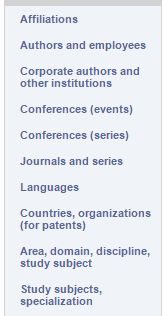 Affiliations
Authors and employees
Corporate authors and
other institutions
Conferences (events)
Conferences (series)
Journals and series
Languages
Countries, organizations
(for patents)
Area, domain, discipline,
study subject
Study subjects,
specialization